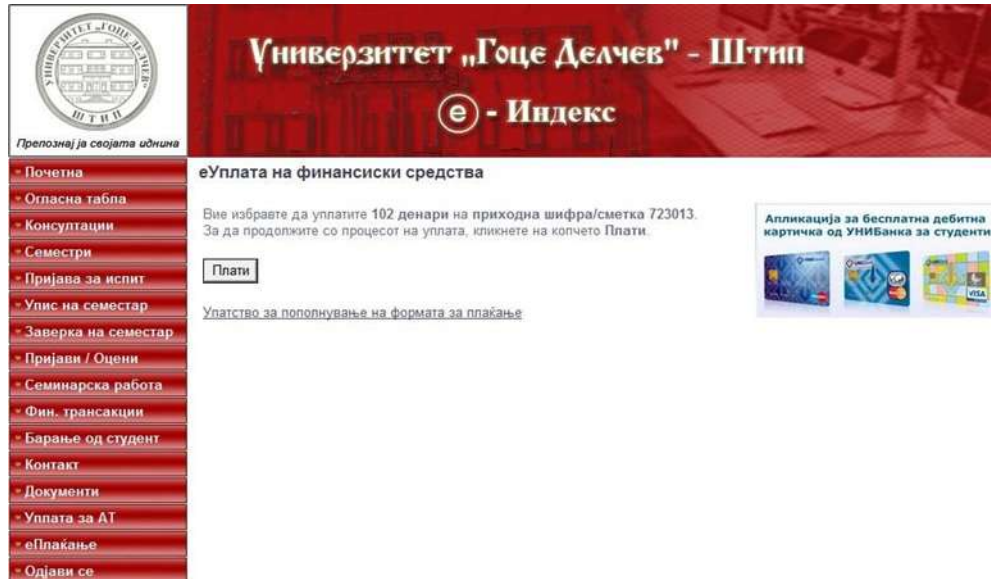 УНИВЕРЗИТЕТ „ГОЦЕ ДЕЛЧЕВ"
ШТИП
Препознај ја својата иднина
Универзитет „Гоце Делчев" - Штип
е - Индекс
Почетна
Огласна табла
Консултации
Семестри
Пријава за испит
Упис на семестар
Заверка на семестар
Пријави / Оцени
Семинарска работа
Фин. трансакции
Барање од студент
Контакт
Документи
Уплата за АТ
еПлаќање
Одјави се
еУплата на финансиски средства
Вие избравте да уплатите 102 денари на приходна шифра/сметка 723013.
За да продолжите со процесот на уплата, кликнете на копчето Плати.
Плати
Упатство за пополнување на формата за плаќање
Апликација за бесплатна дебитна
картичка од УНИБанка за студенти
VISA